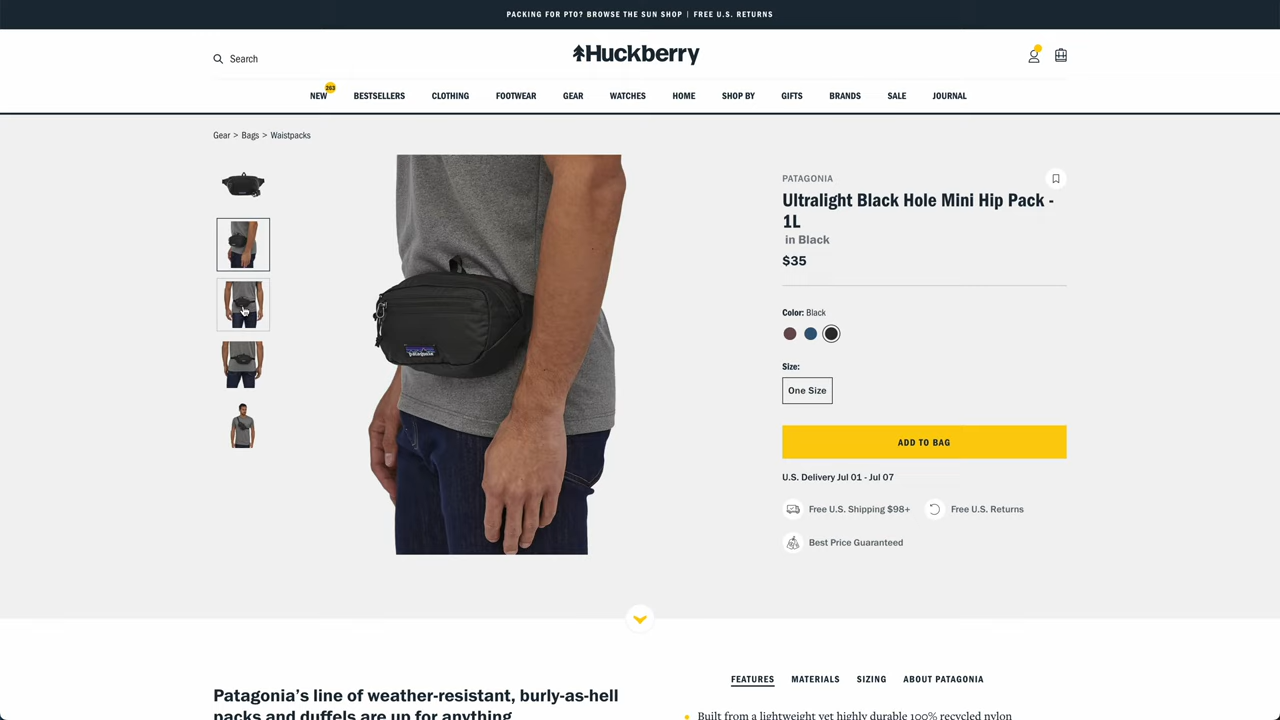 PACKING FOR PTO? BROWSE THE SUN SHOP | FREE U.S. RETURNS
Search
Huckberry
NEW 263 BESTSELLERS CLOTHING FOOTWEAR GEAR WATCHES HOME SHOP BY GIFTS BRANDS SALE JOURNAL
Gear > Bags > Waistpacks
PATAGONIA
Ultralight Black Hole Mini Hip Pack -
1L
in Black
$35
Color: Black
patagonia
Size:
One Size
ADD TO BAG
U.S. Delivery Jul 01 - Jul 07
Free U.S. Shipping $98+ Free U.S. Returns
Best Price Guaranteed
FEATURES MATERIALS SIZING ABOUT PATAGONIA
Patagonia’s line of weather-resistant, burly-as-hell
packs and duffels are up for anything
Built from a lightweight yet highly durable 100% recycled nylon